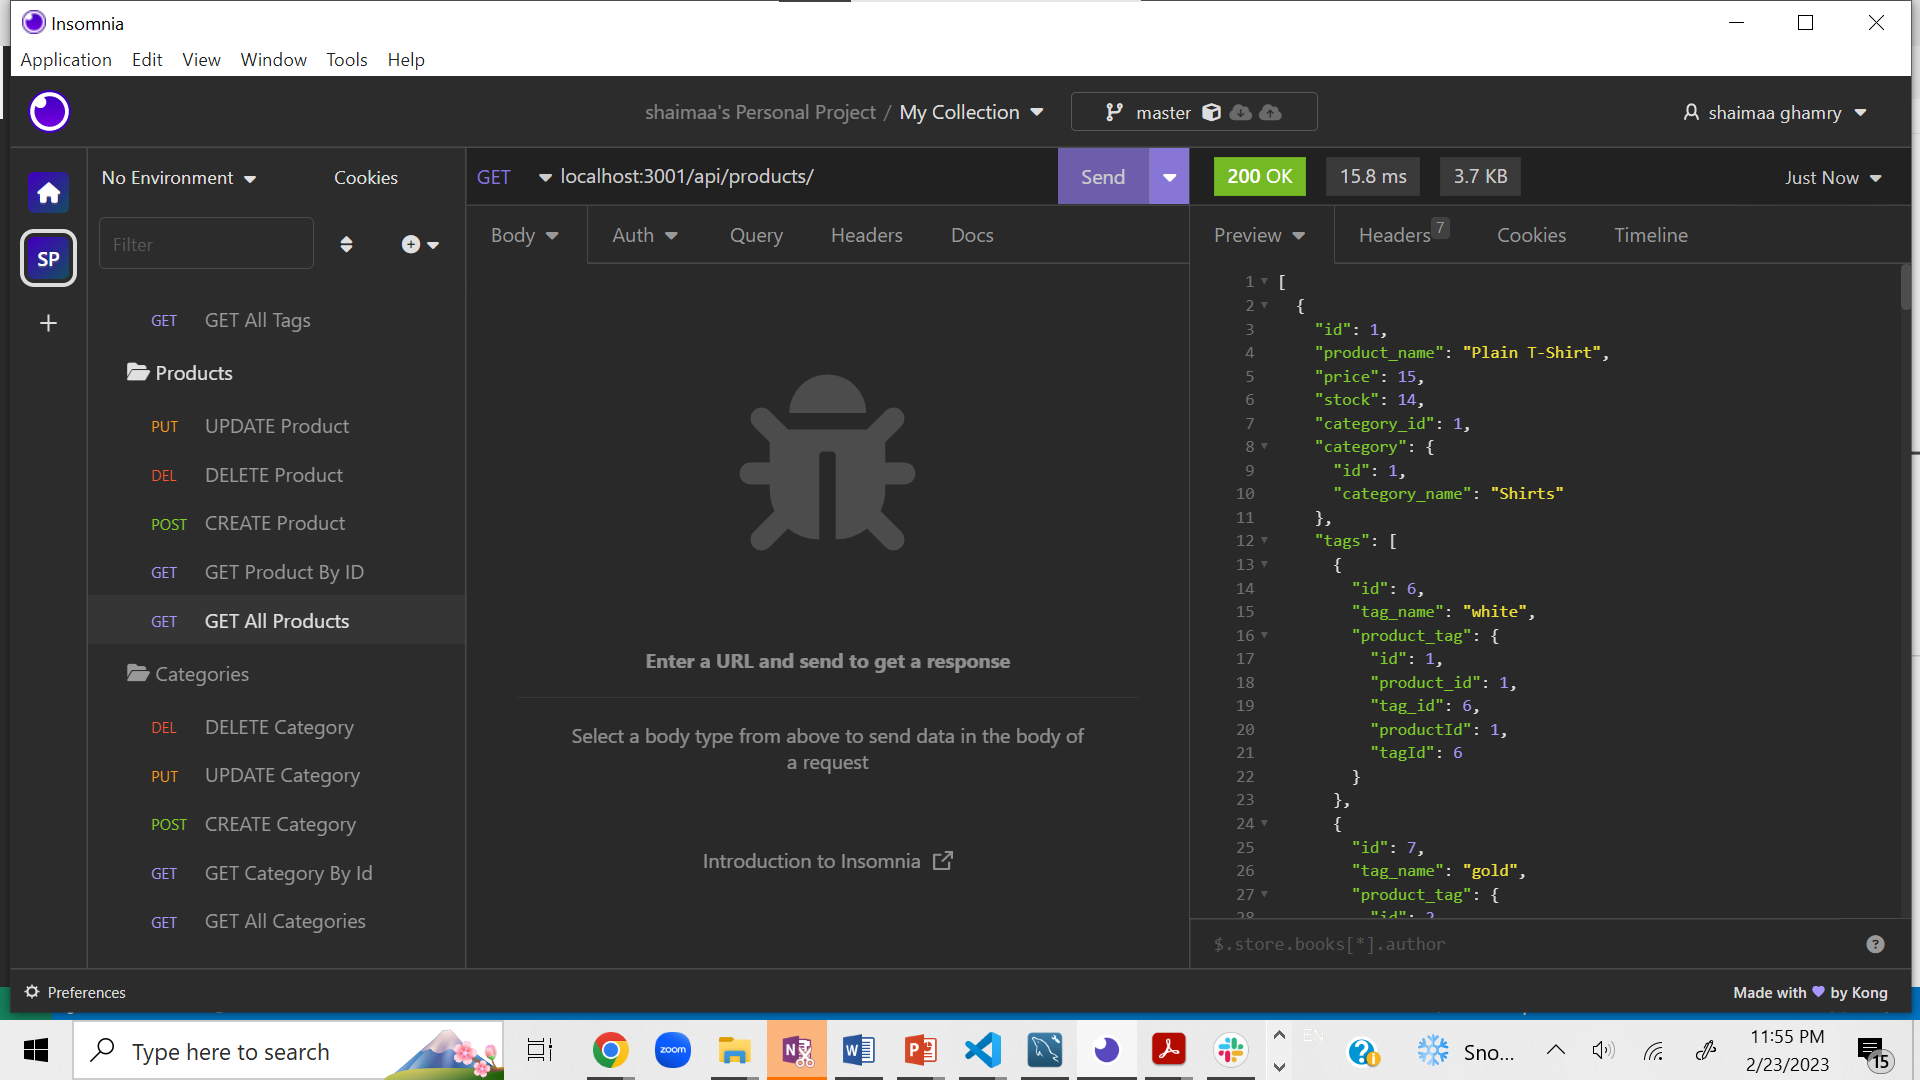 Insomnia
Application Edit View Window Tools Help
shaimaa's Personal Project / My Collection
master
shaimaa ghamry
No Environment
Cookies
GET localhost:3001/api/products/
Send
200 OK 15.8 ms 3.7 KB
Just Now
Filter
Body Auth Query Headers Docs
Preview Headers 7 Cookies Timeline
SP
GET GET All Tags
Products
PUT UPDATE Product
DEL DELETE Product
POST CREATE Product
GET GET Product By ID
GET GET All Products
Categories
DEL DELETE Category
PUT UPDATE Category
POST CREATE Category
GET GET Category By Id
GET GET All Categories
Enter a URL and send to get a response
Select a body type from above to send data in the body of
a request
Introduction to Insomnia
1 [
2 {
3 "id": 1,
4 "product_name": "Plain T-Shirt",
5 "price": 15,
6 "stock": 14,
7 "category_id": 1,
8 "category": {
9 "id": 1,
10 "category_name": "Shirts"
11 },
12 "tags": [
13 {
14 "id": 6,
15 "tag_name": "white",
16 "product_tag": {
17 "id": 1,
18 "product_id": 1,
19 "tag_id": 6,
20 "productId": 1,
21 "tagId": 6
22 }
23 },
24 {
25 "id": 7,
26 "tag_name": "gold",
27 "product_tag": {
28 "id": 2
$.store.books[*].author
Preferences
Made with by Kong
Type here to search
zoom
EN
Sno...
11:55 PM
2/23/2023
15